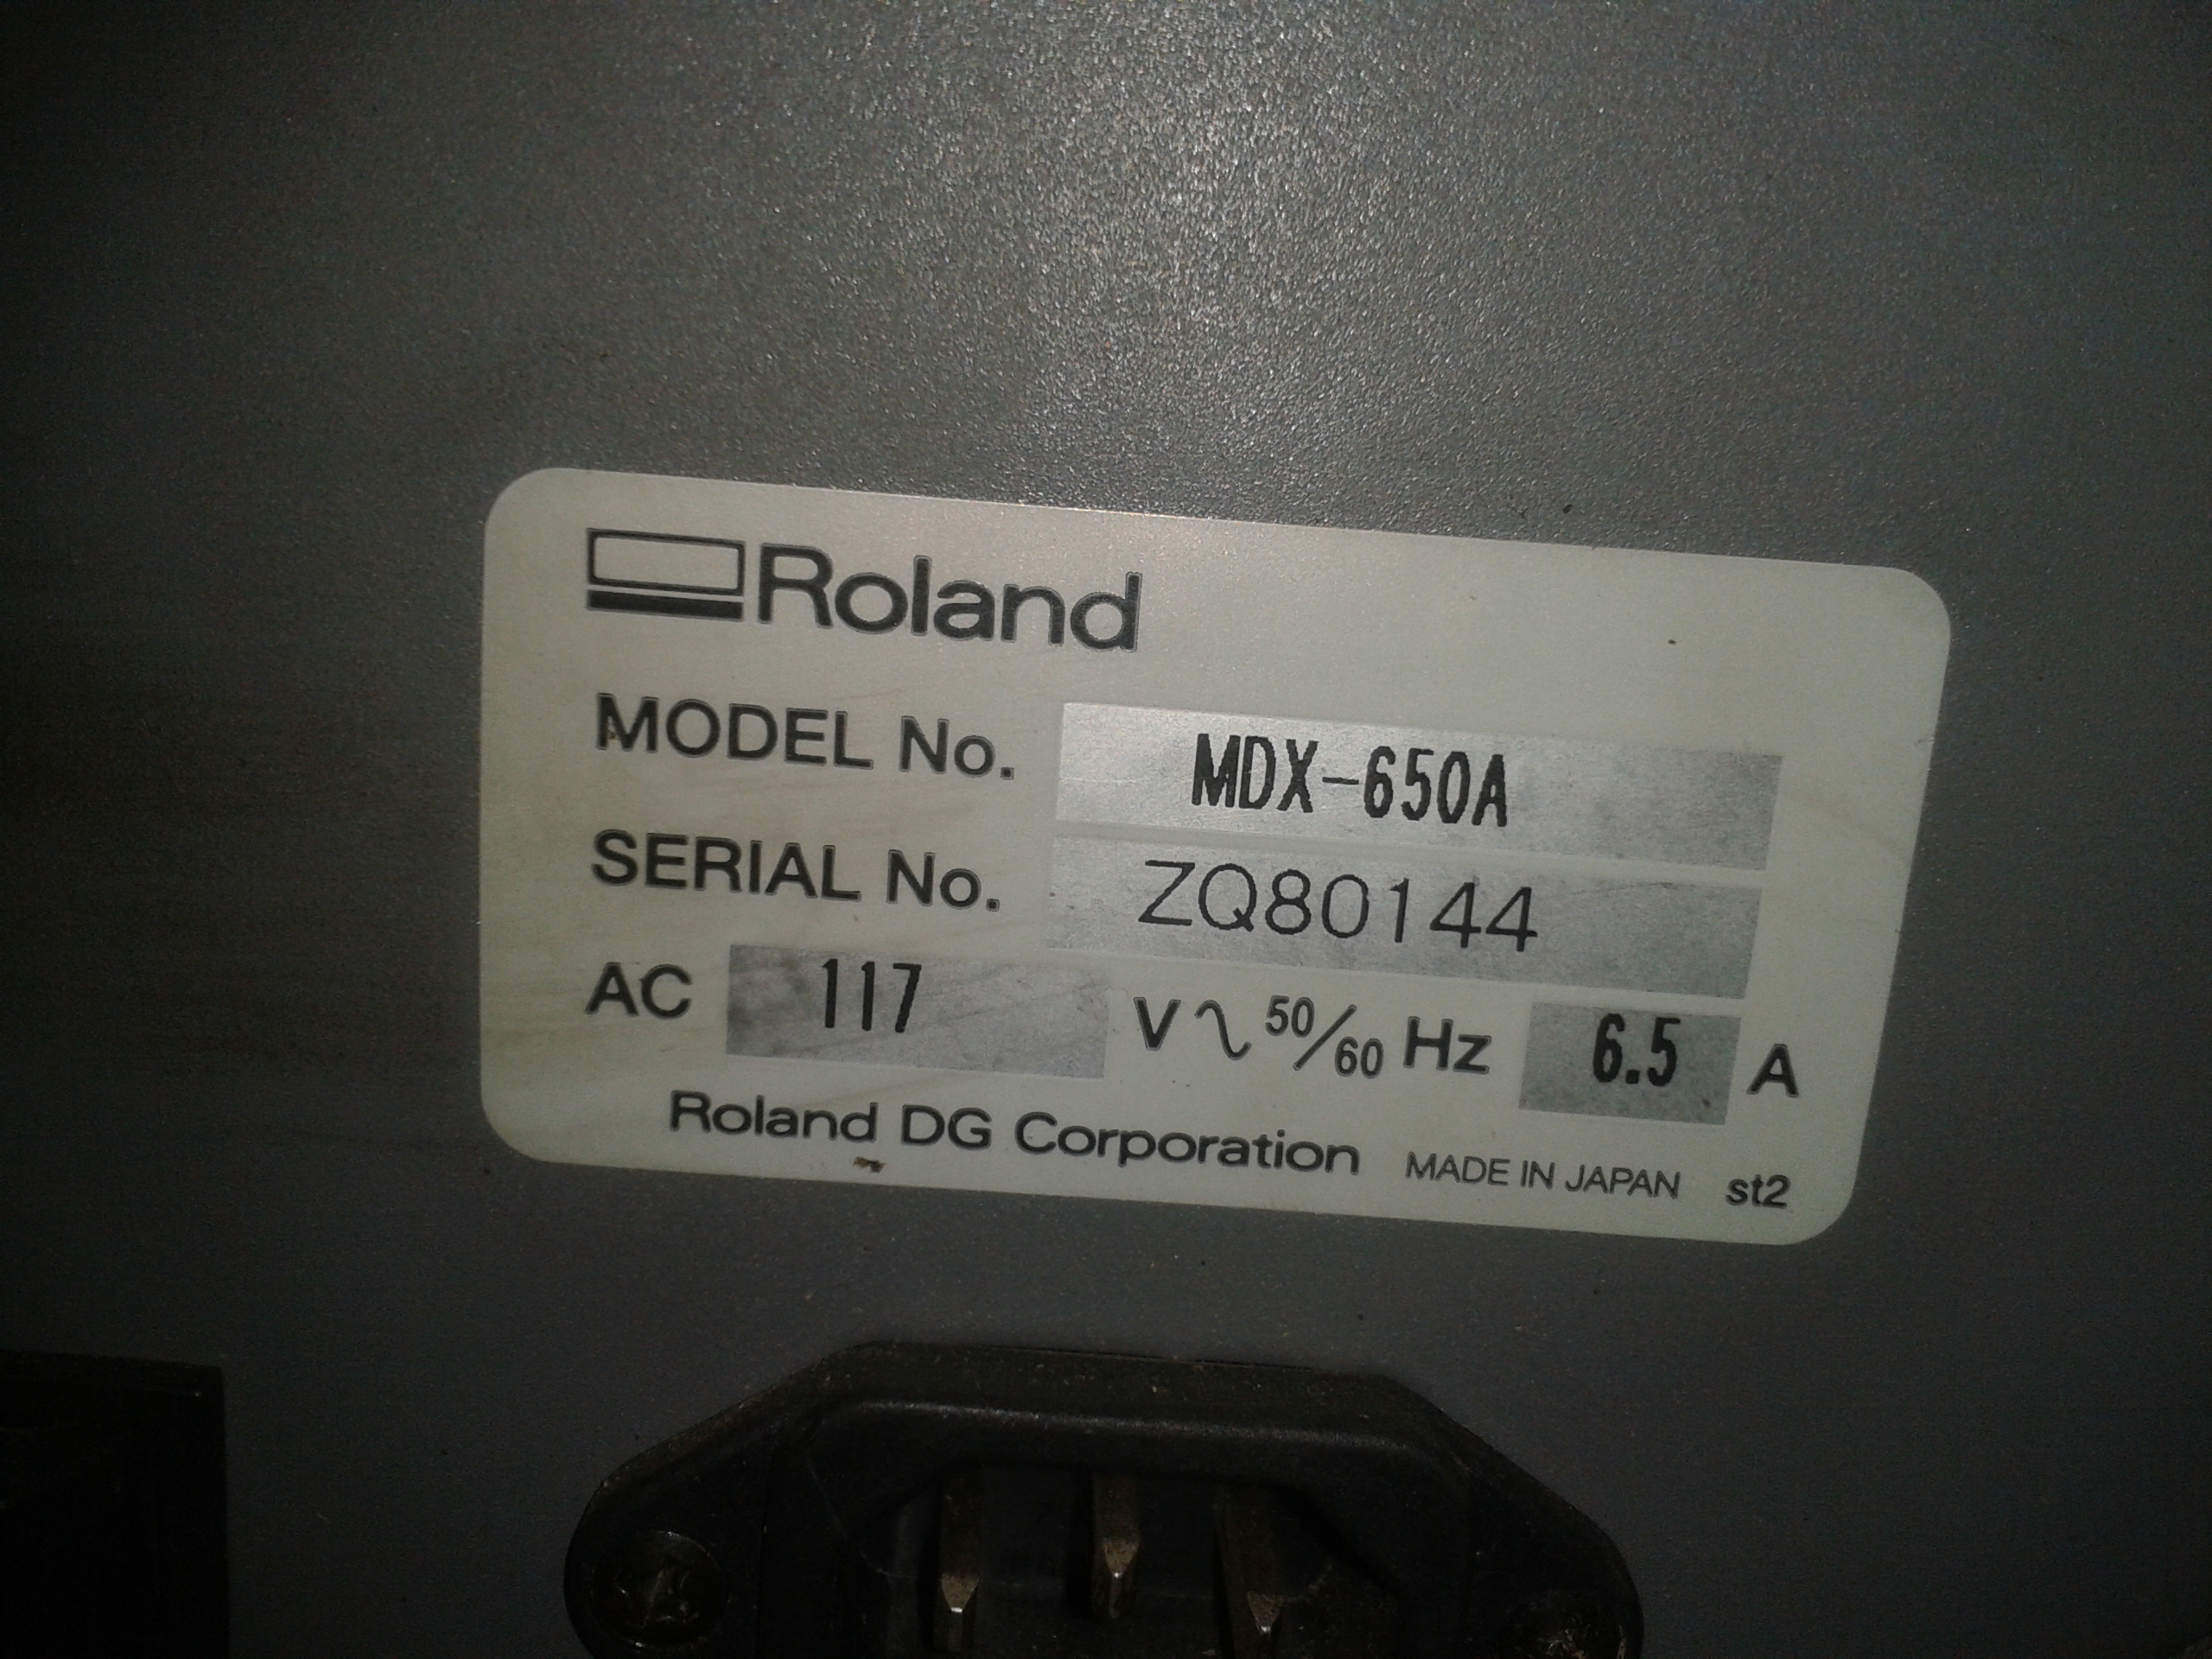 Roland
MODEL No. MDX-650A
SERIAL No. ZQ80144
AC 117 V ∿ 50/60 Hz 6.5 A
Roland DG Corporation MADE IN JAPAN st2